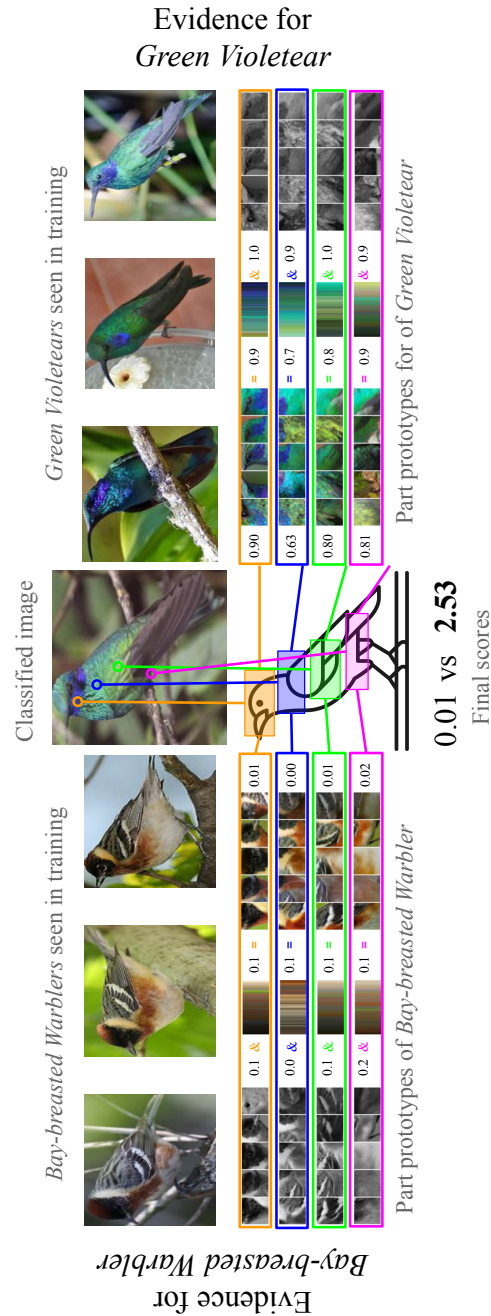 Evidence for
Green Violetear
Green Violetears seen in training
& 1.0
& 0.9
& 1.0
& 0.9
= 0.9
= 0.7
= 0.8
= 0.9
0.90
0.63
0.80
0.81
Part prototypes for of Green Violetear
Classified image
0.01 vs 2.53
Final scores
Bay-breasted Warblers seen in training
0.01
0.00
0.01
0.02
0.1 =
0.1 =
0.1 =
0.1 =
0.1 &
0.0 &
0.1 &
0.2 &
Part prototypes of Bay-breasted Warbler
Evidence for
Bay-breasted Warbler